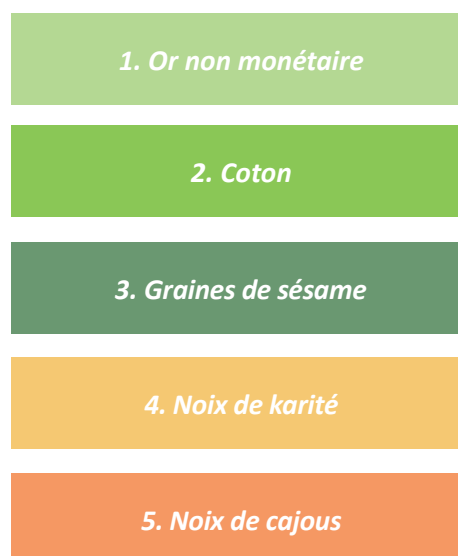 1. Or non monétaire
2. Coton
3. Graines de sésame
4. Noix de karité
5. Noix de cajous